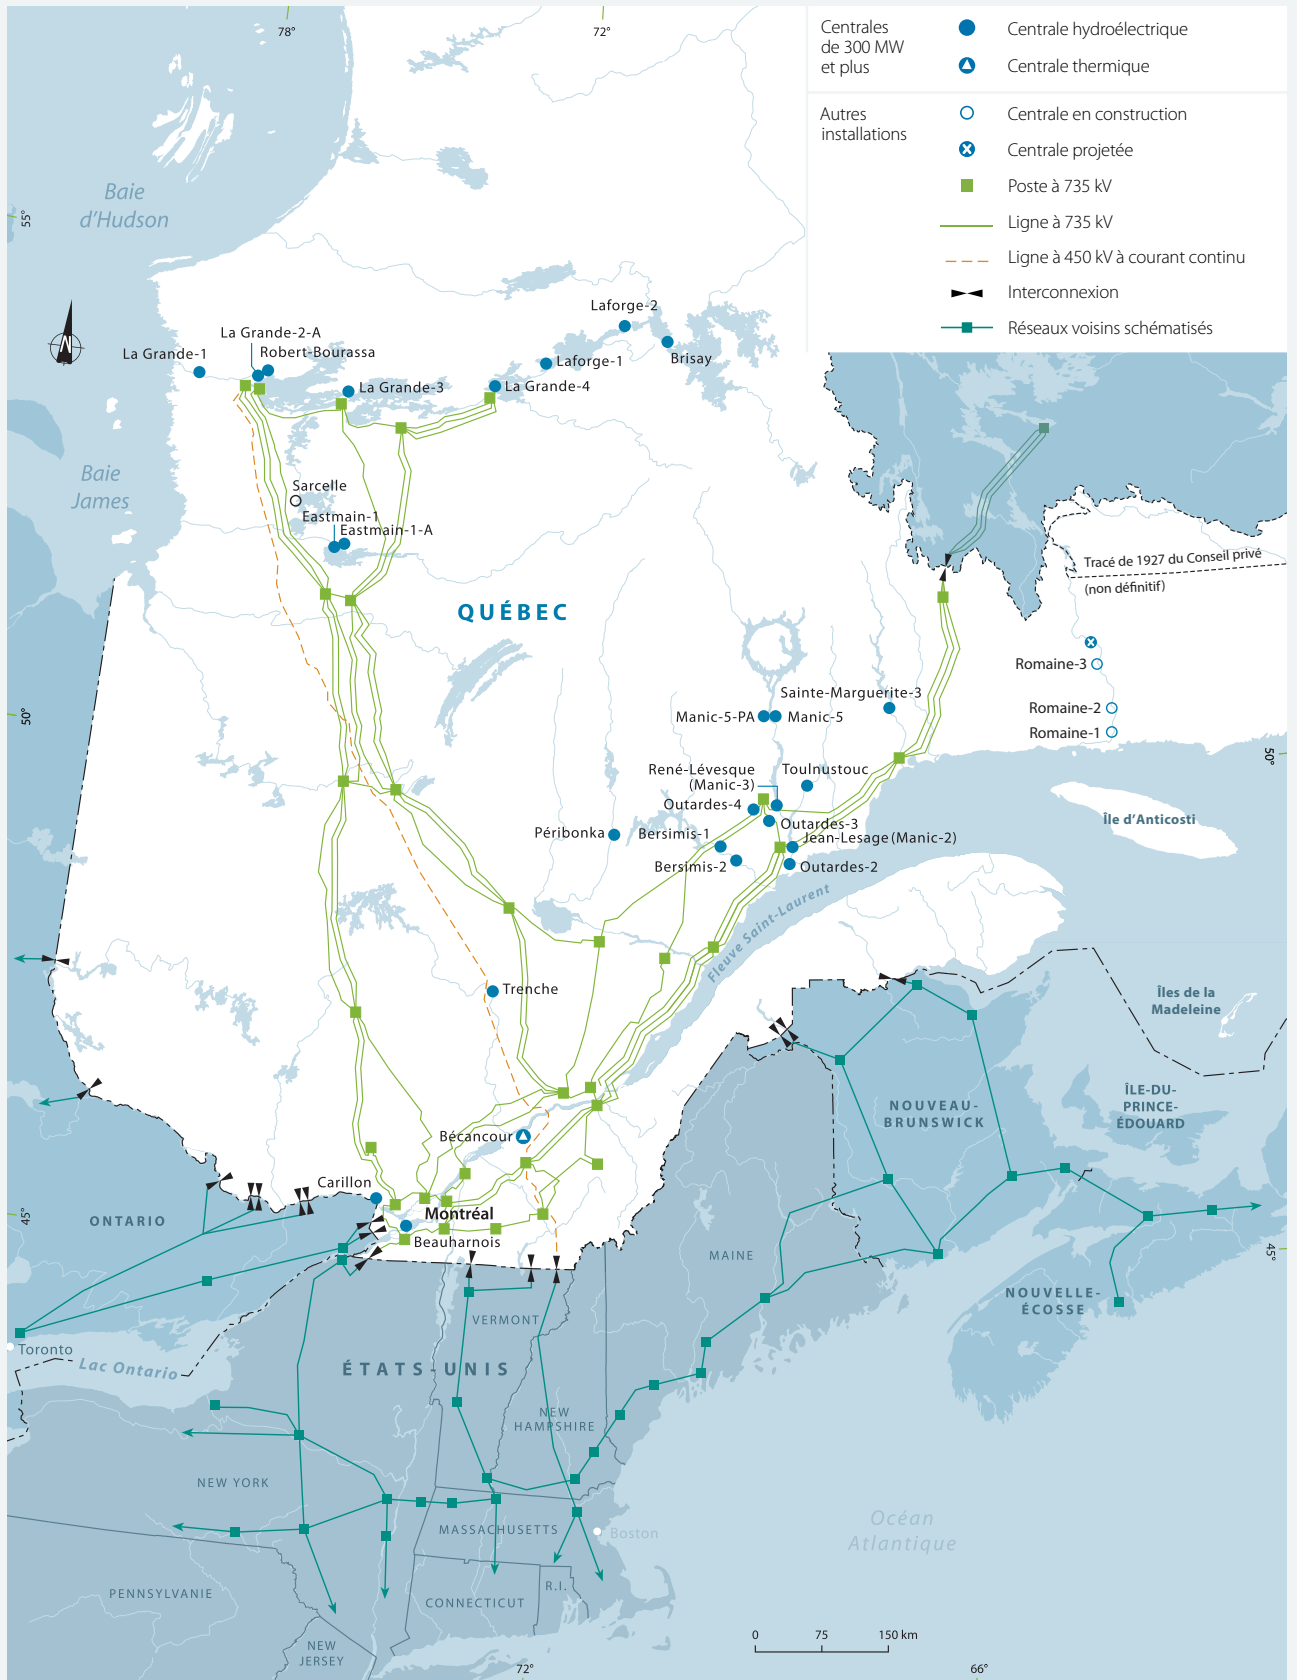 78°
72°
Centrales
de 300 MW
et plus
Centrale hydroélectrique
Centrale thermique
Autres
installations
Centrale en construction
Centrale projetée
Poste à 735 kV
Ligne à 735 kV
Ligne à 450 kV à courant continu
Interconnexion
Réseaux voisins schématisés
Baie
d'Hudson
55°
N
Laforge-2
La Grande-2-A
La Grande-1
Robert-Bourassa
Brisay
Laforge-1
La Grande-3
La Grande-4
Baie
James
Sarcelle
Eastmain-1
Eastmain-1-A
Tracé de 1927 du Conseil privé
(non définitif)
QUÉBEC
Romaine-3
Sainte-Marguerite-3
Romaine-2
50°
Manic-5-PA
Manic-5
Romaine-1
50°
René-Lévesque
(Manic-3)
Toulnustouc
Outardes-4
Île d'Anticosti
Outardes-3
Péribonka
Bersimis-1
Jean-Lesage (Manic-2)
Bersimis-2
Outardes-2
Fleuve Saint-Laurent
Trenche
Îles de la
Madeleine
NOUVEAU-
BRUNSWICK
ÎLE-DU-
PRINCE-
ÉDOUARD
Bécancour
Carillon
45°
ONTARIO
Montréal
Beauharnois
MAINE
45°
NOUVELLE-
ÉCOSSE
VERMONT
Toronto
Lac Ontario
ÉTATS-UNIS
NEW
HAMPSHIRE
NEW YORK
Océan
Atlantique
MASSACHUSETTS
Boston
PENNSYLVANIE
R.I.
CONNECTICUT
NEW
JERSEY
0
75
150 km
72°
66°